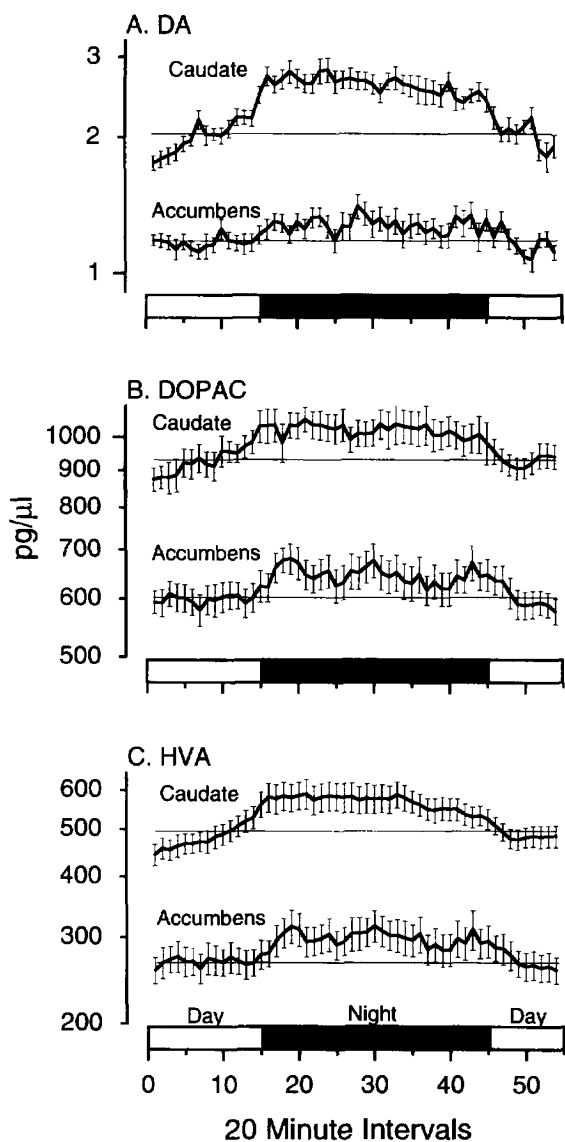 A. DA
3
Caudate
2
Accumbens
1
B. DOPAC
Caudate
1000
900
800
pg/µl
Accumbens
700
600
500
C. HVA
600
Caudate
500
400
Accumbens
300
200
Day Night Day
0 10 20 30 40 50
20 Minute Intervals